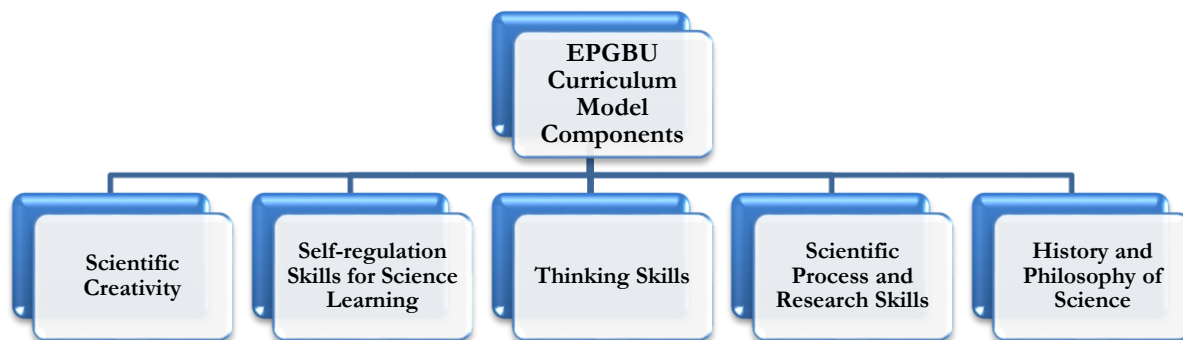 EPGBU
Curriculum
Model
Components
Scientific
Creativity
Self-regulation
Skills for Science
Learning
Thinking Skills
Scientific
Process and
Research Skills
History and
Philosophy of
Science